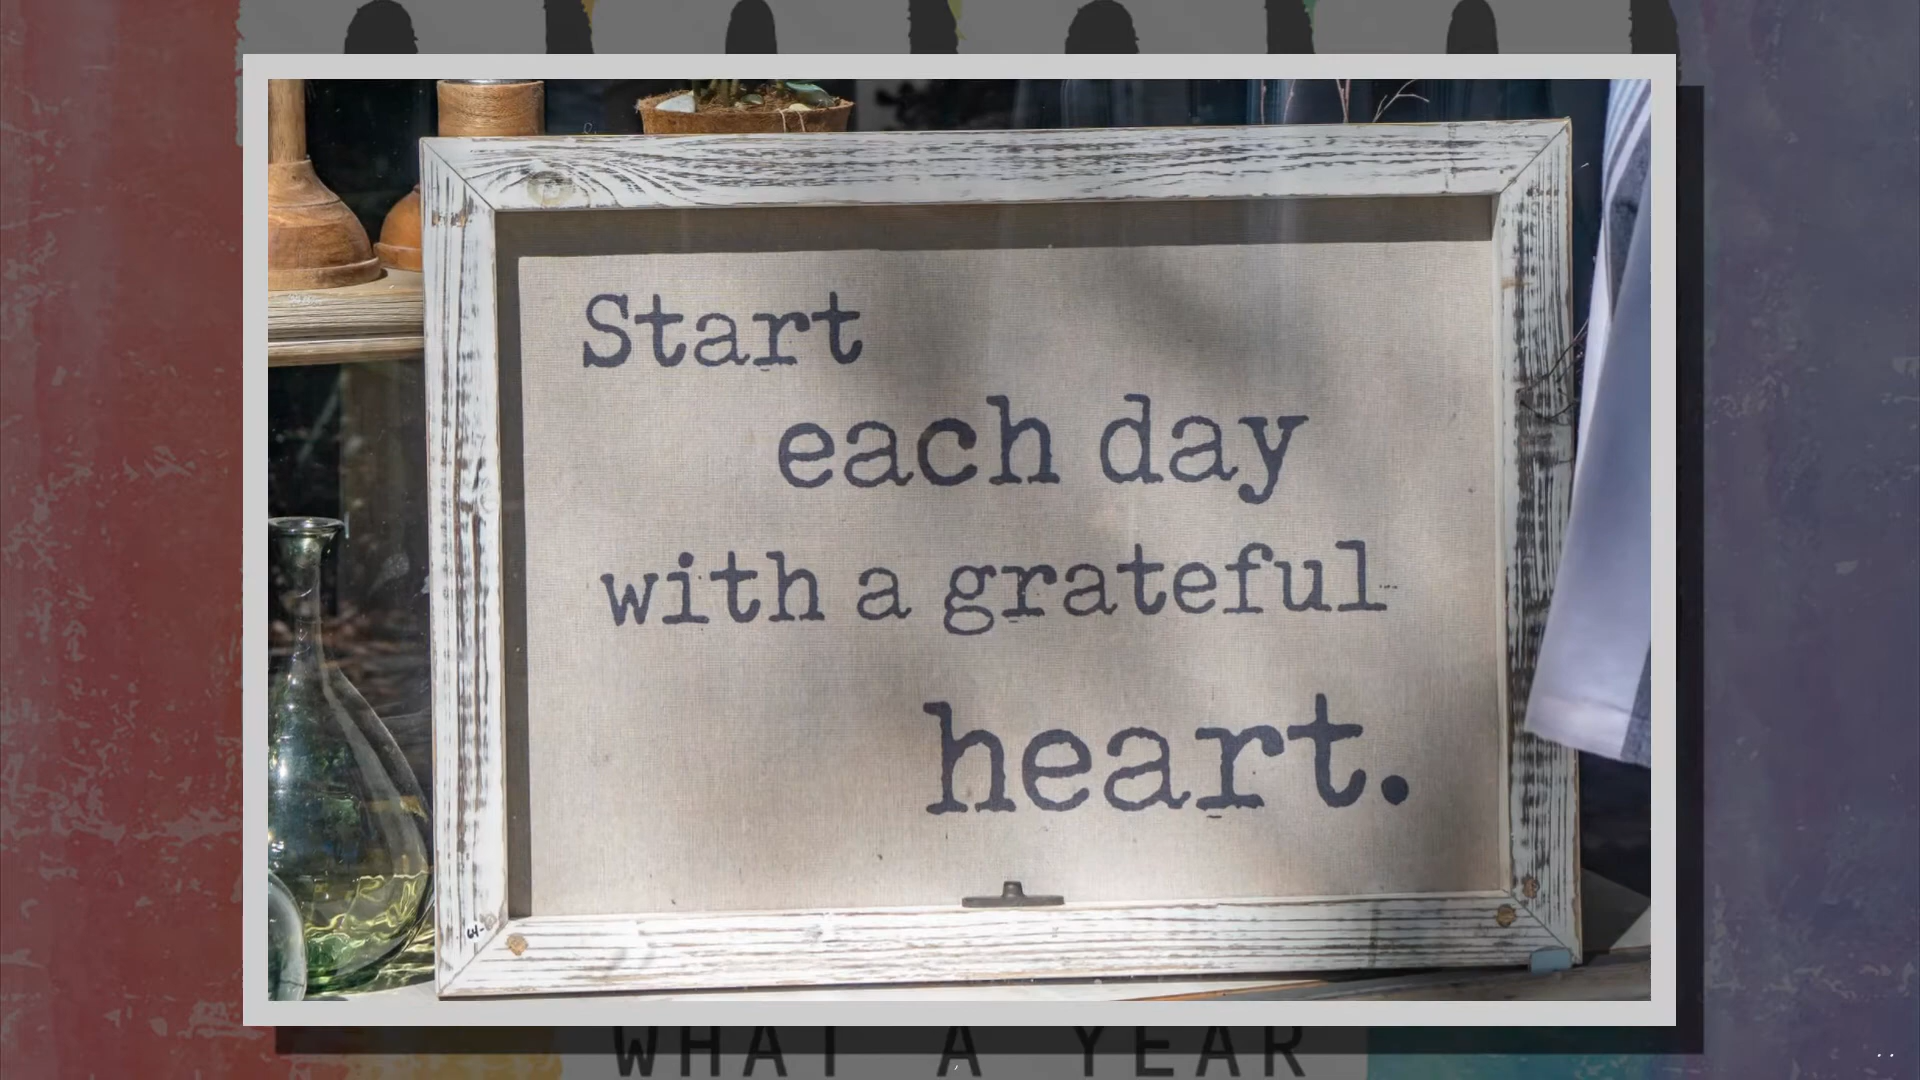 Start
each day
with a grateful
heart.
WHAT A YEAR